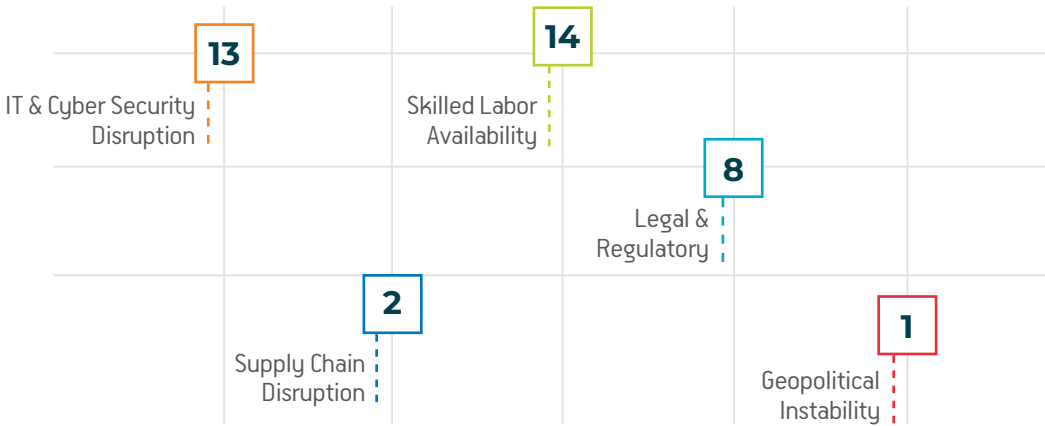 13
IT & Cyber Security
Disruption
14
Skilled Labor
Availability
8
Legal &
Regulatory
2
Supply Chain
Disruption
1
Geopolitical
Instability